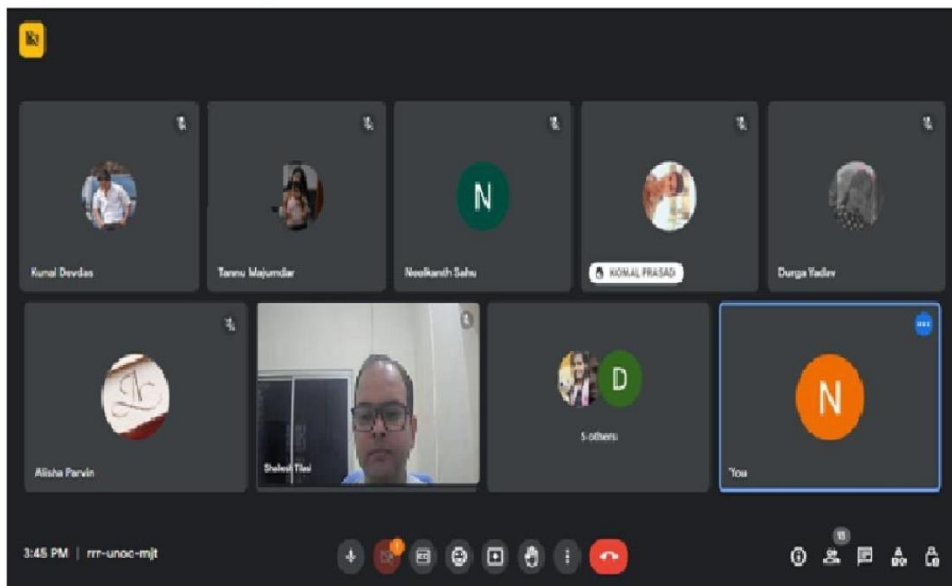 Kunal Devdas
Tannu Majumdar
N
Neelkanth Sahu
KOMAL PRASAD
Durga Yadav
Alisha Parvin
Shailesh
D
5 others
N
You
3:45 PM | rrr-unoc-mjt